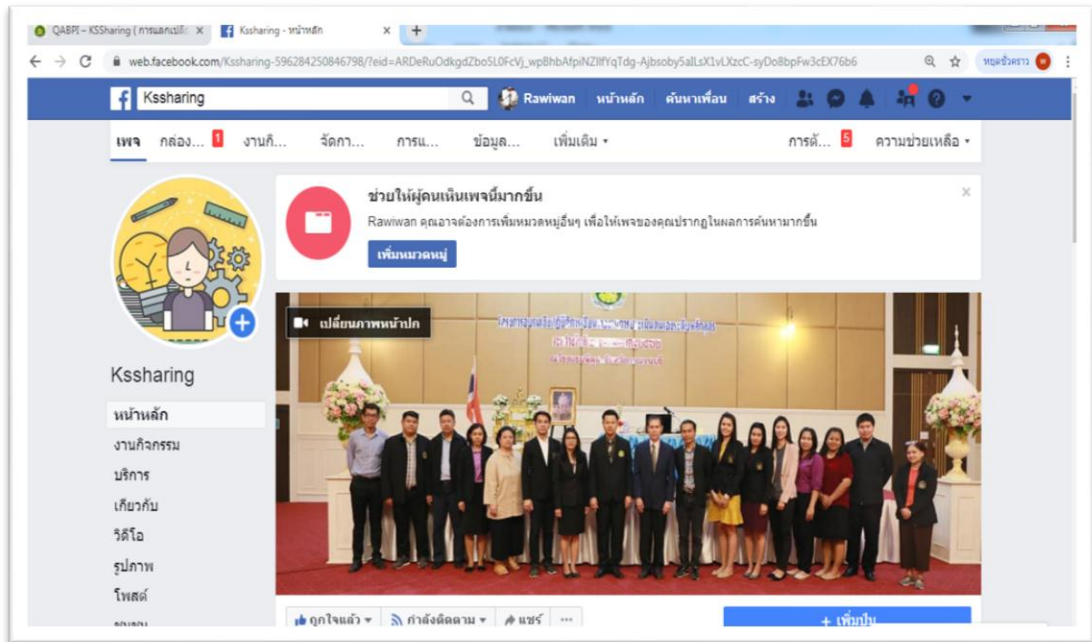 QABPI – KSSharing ( การแลกเปลี่
Kssharing - หน้าหลัก
web.facebook.com/Kssharing-596284250846798/?eid=ARDeRuOdkgdZbo5L0FcVj_wpBhbAfpiNZIlfYqTdg-Ajbsoby5aILsX1vLXzcC-syDo8bpFw3cEX76b6
หยุดชั่วคราว
Kssharing
Rawiwan หน้าหลัก ค้นหาเพื่อน สร้าง
เพจ กล่อง... 1 งานกิ... จัดกา... การแ... ข้อมูล... เพิ่มเติม การตั้... 5 ความช่วยเหลือ
ช่วยให้ผู้คนเห็นเพจนี้มากขึ้น
Rawiwan คุณอาจต้องการเพิ่มหมวดหมู่อื่นๆ เพื่อให้เพจของคุณปรากฏในผลการค้นหามากขึ้น
เพิ่มหมวดหมู่
เปลี่ยนภาพหน้าปก
Kssharing
หน้าหลัก
งานกิจกรรม
บริการ
เกี่ยวกับ
วิดีโอ
รูปภาพ
โพสต์
ชุมชน
ถูกใจแล้ว กำลังติดตาม แชร์ ...
+ เพิ่มปุ่ม